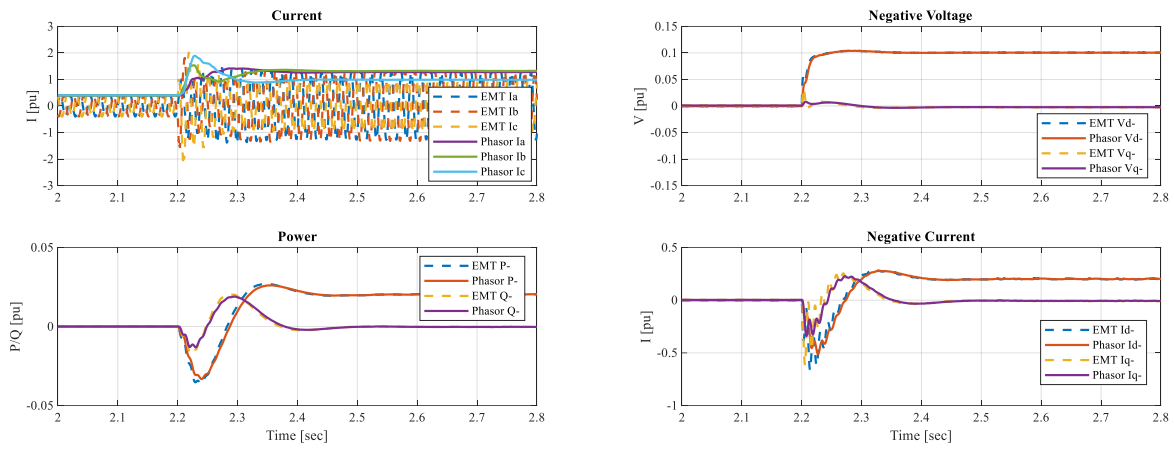 Current
I [pu]
3
2
1
0
-1
-2
-3
2
2.1
2.2
2.3
2.4
2.5
2.6
2.7
2.8
EMT Ia
EMT Ib
EMT Ic
Phasor Ia
Phasor Ib
Phasor Ic
Negative Voltage
V [pu]
0.15
0.1
0.05
0
-0.05
-0.1
-0.15
2
2.1
2.2
2.3
2.4
2.5
2.6
2.7
2.8
EMT Vd-
Phasor Vd-
EMT Vq-
Phasor Vq-
Power
P/Q [pu]
0.05
0
-0.05
2
2.1
2.2
2.3
2.4
2.5
2.6
2.7
2.8
Time [sec]
EMT P-
Phasor P-
EMT Q-
Phasor Q-
Negative Current
I [pu]
0.5
0
-0.5
-1
2
2.1
2.2
2.3
2.4
2.5
2.6
2.7
2.8
Time [sec]
EMT Id-
Phasor Id-
EMT Iq-
Phasor Iq-